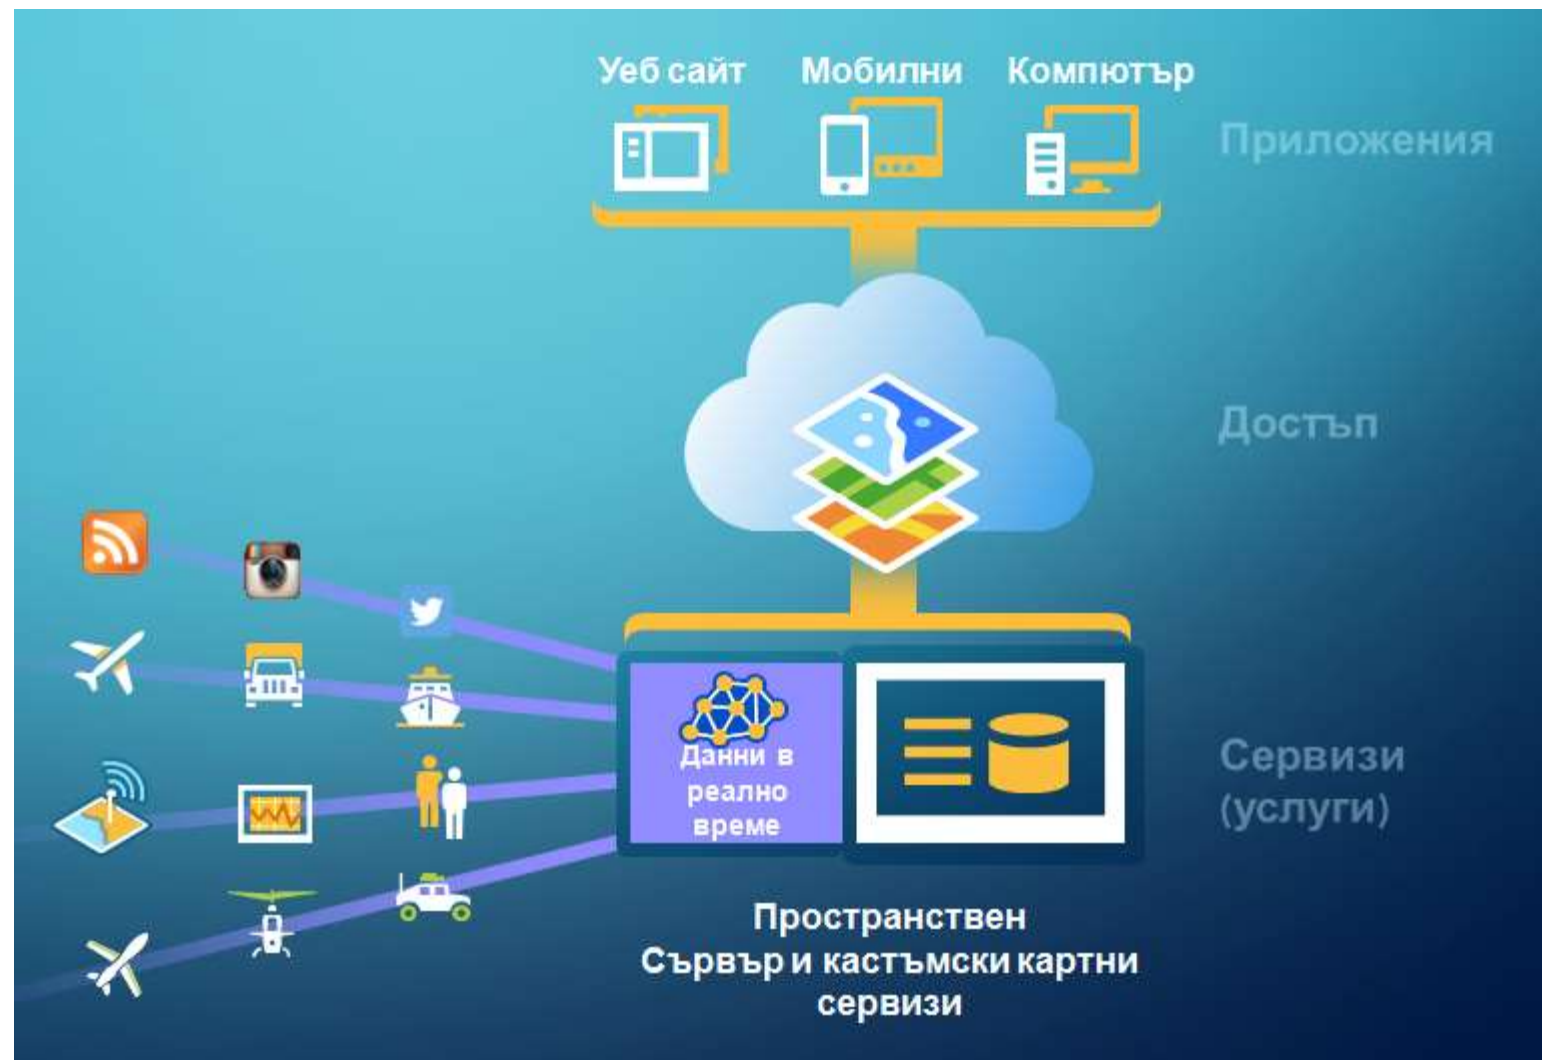 Уеб сайт
Мобилни
Компютър
Приложения
Достъп
Данни в
реално
време
Сервизи
(услуги)
Пространствен
Сървър и кастъмски картни
сервизи